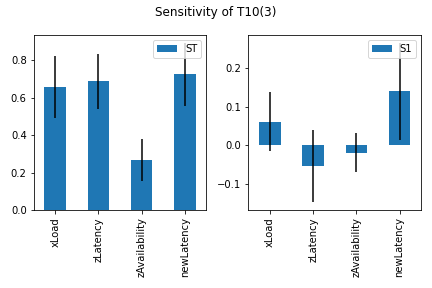 Sensitivity of T10(3)
ST
0.8
0.6
0.4
0.2
0.0
xLoad
zLatency
zAvailability
newLatency
S1
0.2
0.1
0.0
−0.1
xLoad
zLatency
zAvailability
newLatency